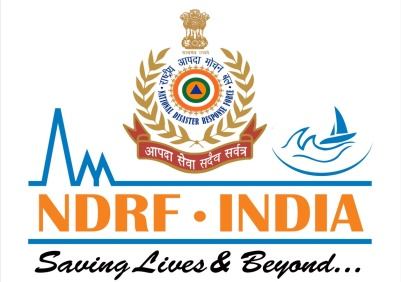 राष्ट्रीय आपदा मोचन बल
NATIONAL DISASTER RESPONSE FORCE
आपदा सेवा सदैव सर्वत्र
NDRF • INDIA
Saving Lives & Beyond...